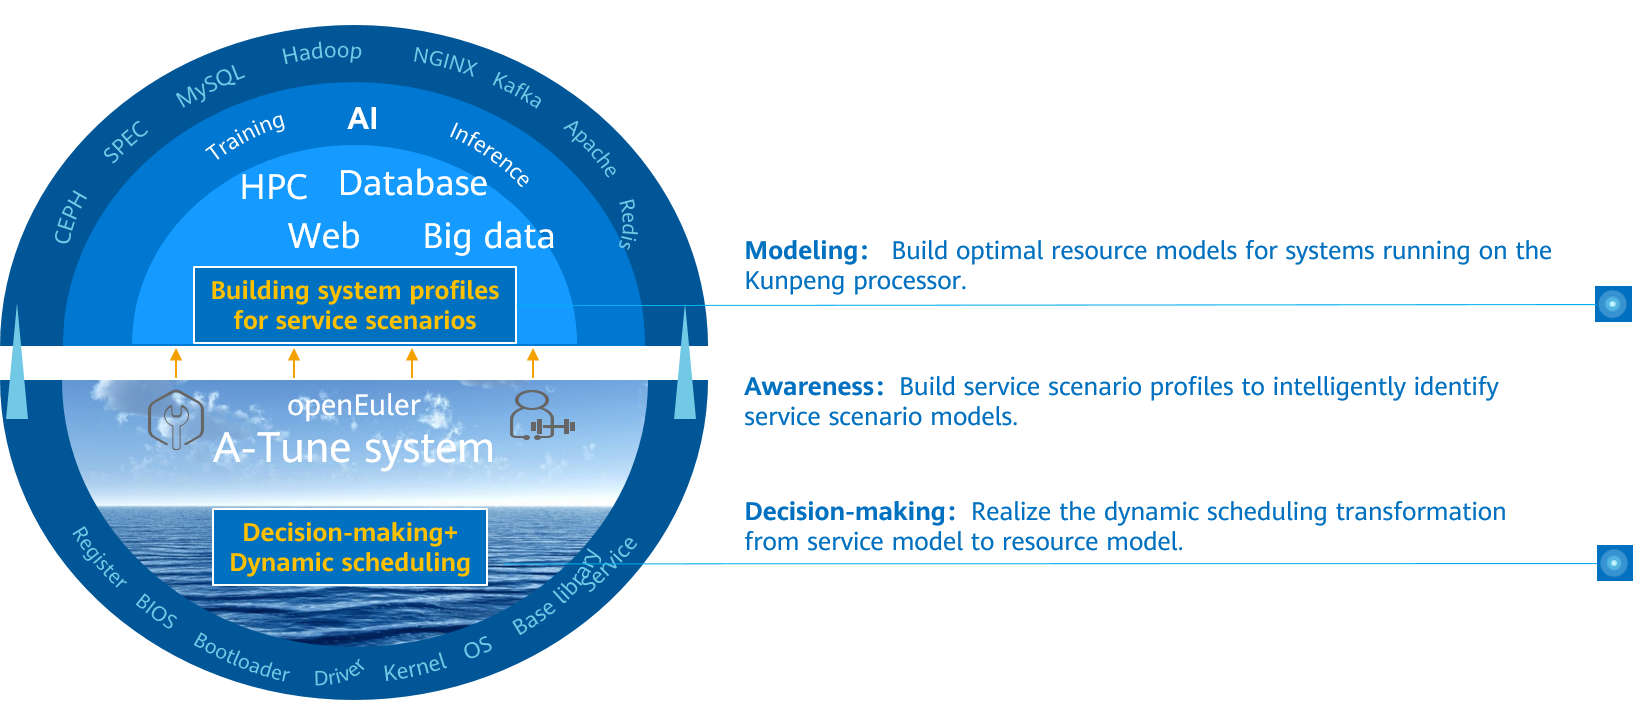 CEPH
SPEC
MySQL
Hadoop
NGINX
Kafka
Apache
Redis
Training
AI
Inference
HPC
Database
Web
Big data
Building system profiles
for service scenarios
openEuler
A-Tune system
Decision-making+
Dynamic scheduling
Register
BIOS
Bootloader
Driver
Kernel
OS
Base library
Service
Modeling: Build optimal resource models for systems running on the
Kunpeng processor.
Awareness: Build service scenario profiles to intelligently identify
service scenario models.
Decision-making: Realize the dynamic scheduling transformation
from service model to resource model.